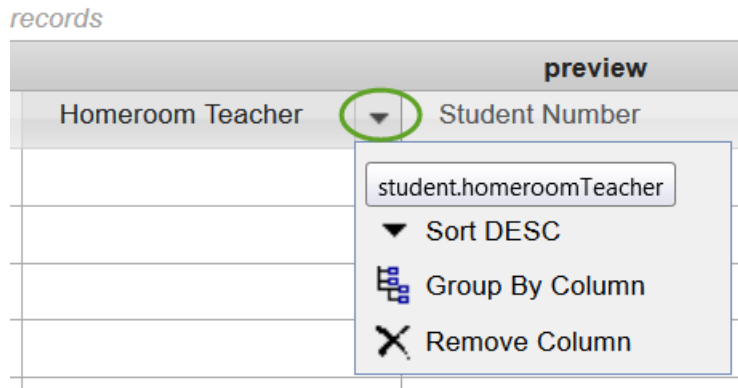 records
preview
Homeroom Teacher
Student Number
student.homeroomTeacher
Sort DESC
Group By Column
Remove Column